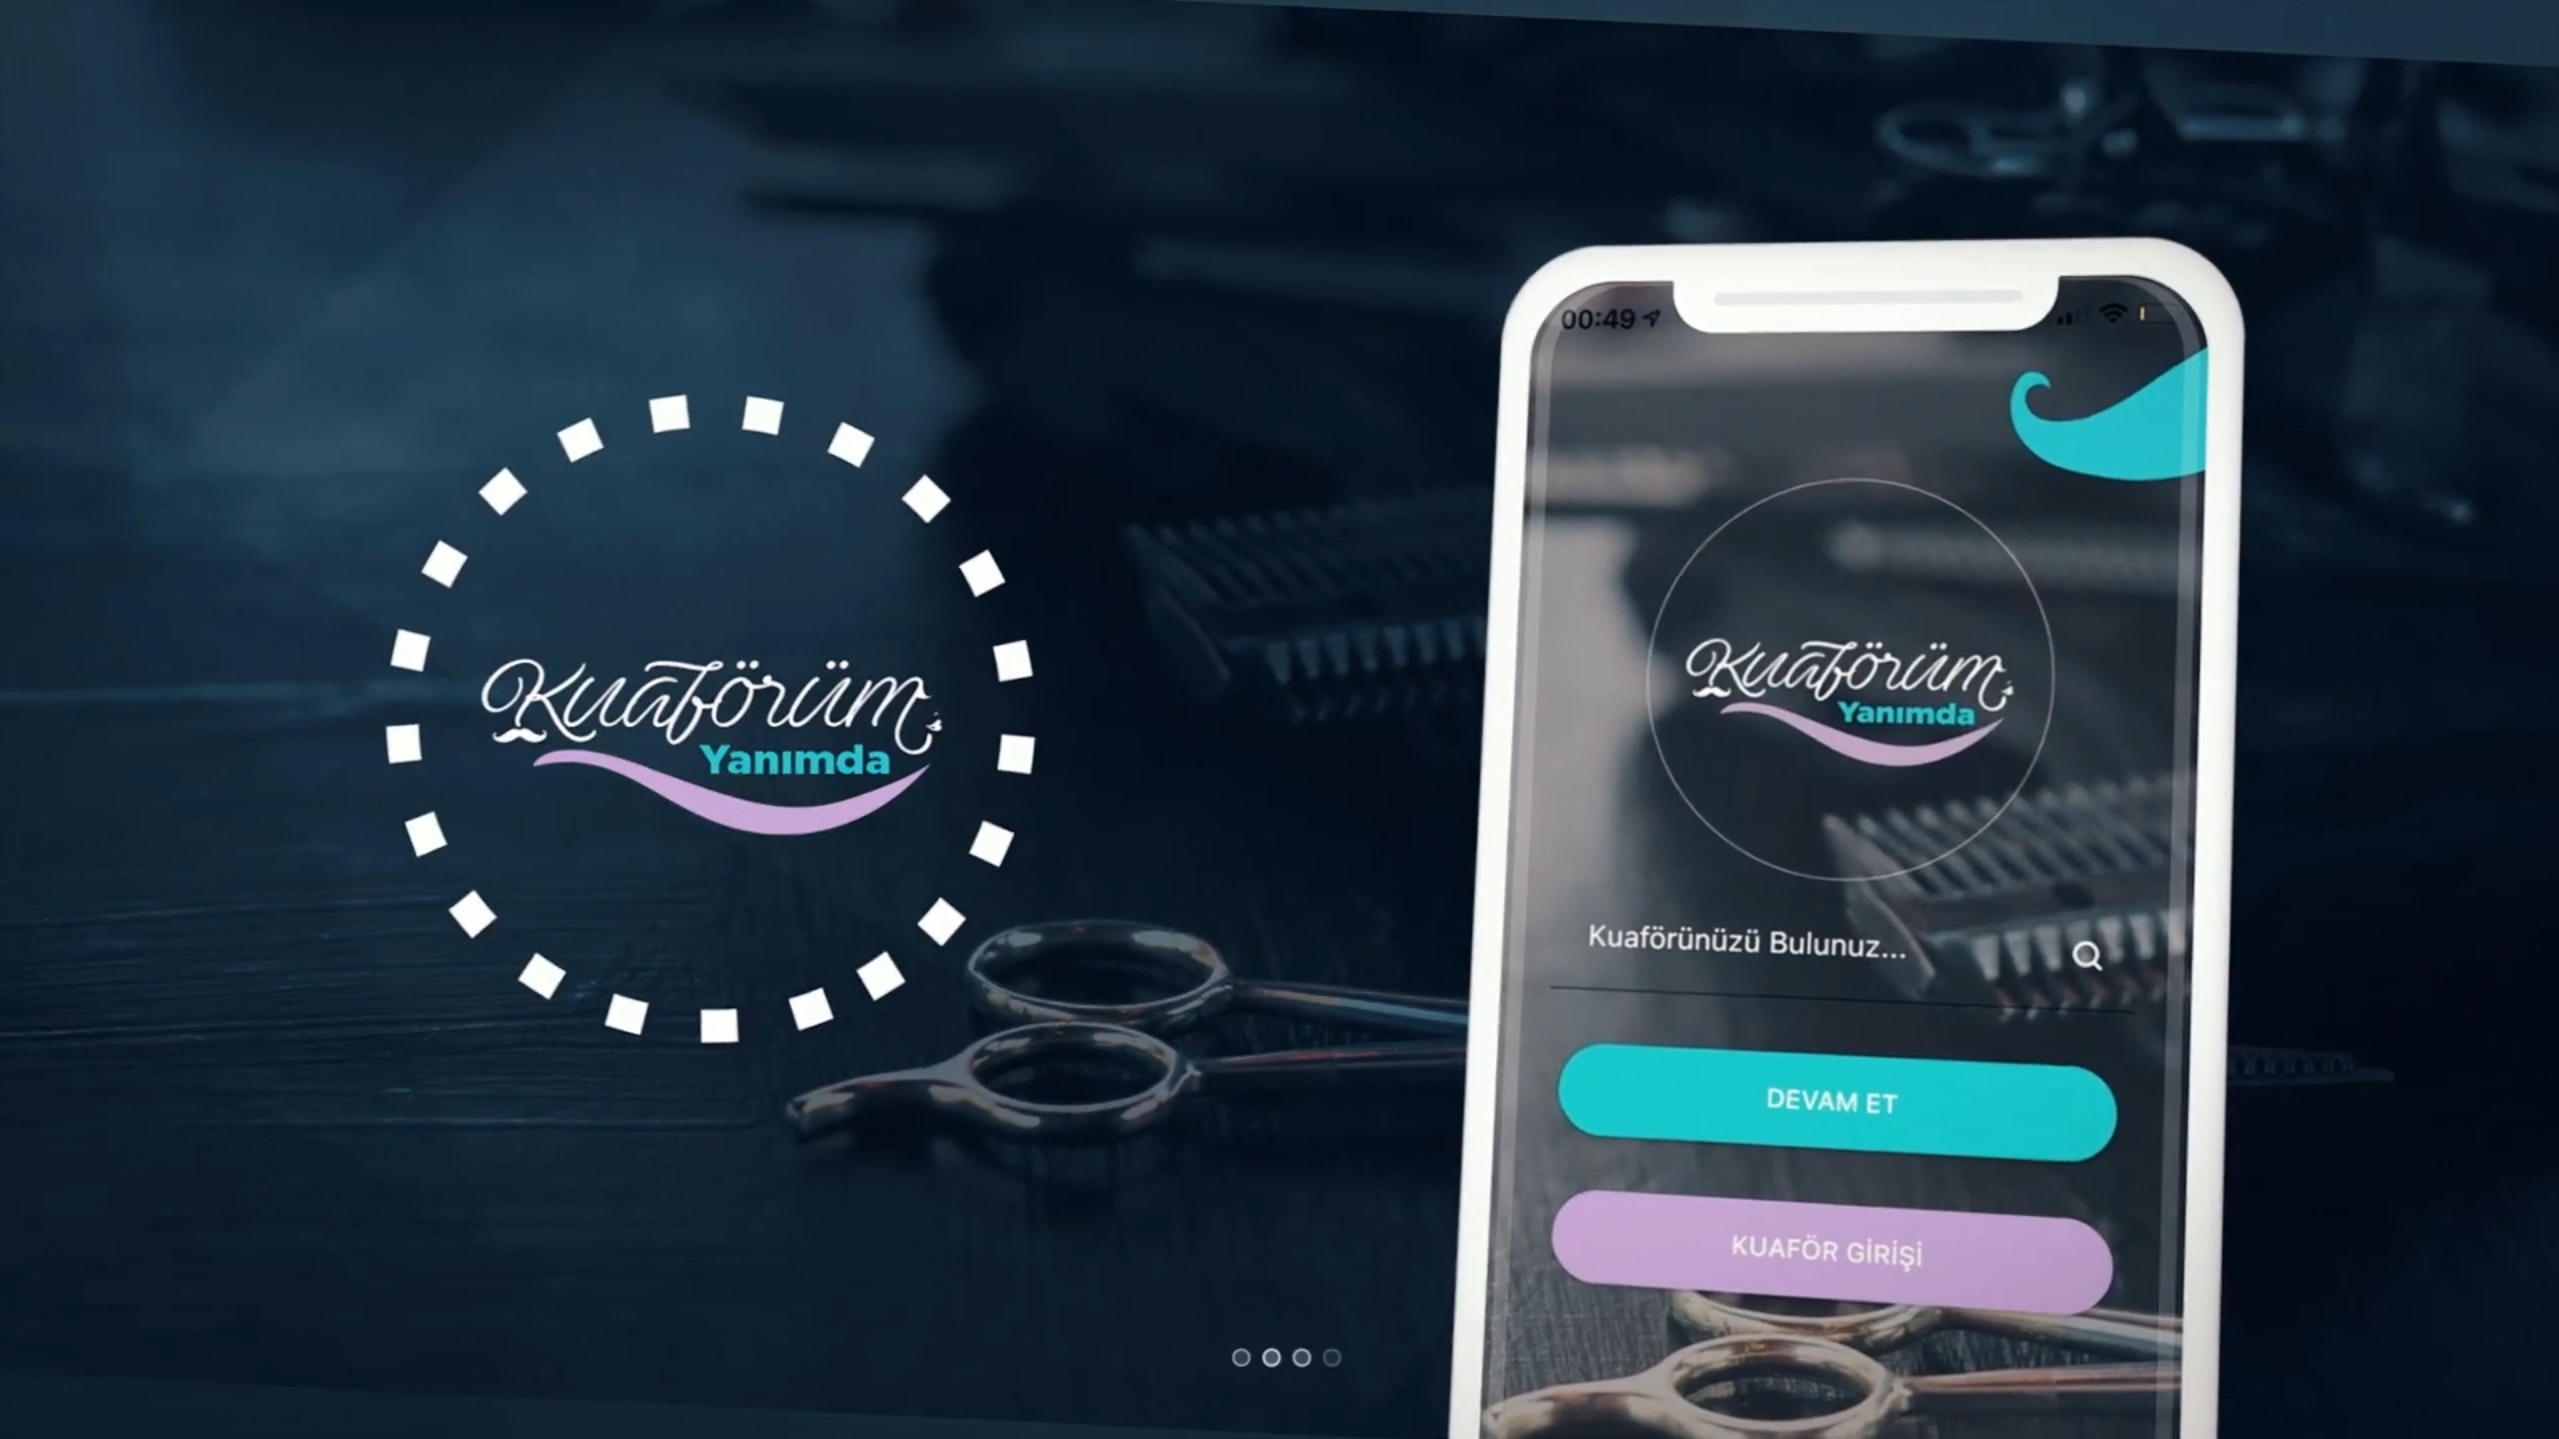 Kuaförüm
Yanımda
00:49
Kuaförüm
Yanımda
Kuaförünüzü Bulunuz...
DEVAM ET
KUAFÖR GİRİŞİ